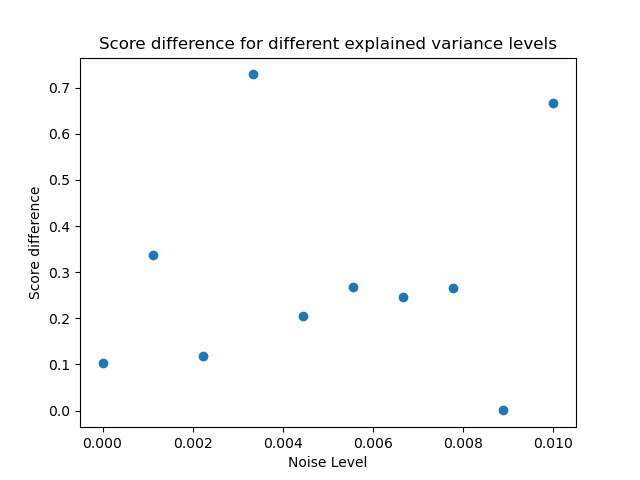 Score difference for different explained variance levels
0.7
0.6
0.5
0.4
0.3
0.2
0.1
0.0
Score difference
0.000 0.002 0.004 0.006 0.008 0.010
Noise Level